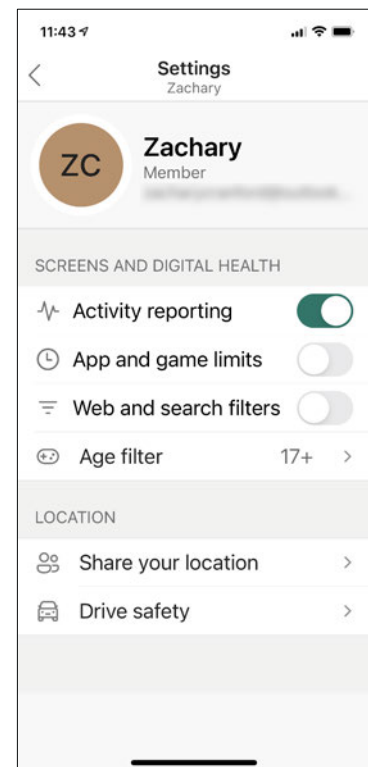 11:43
Settings
Zachary
ZC
Zachary
Member
SCREENS AND DIGITAL HEALTH
Activity reporting
App and game limits
Web and search filters
Age filter 17+
LOCATION
Share your location
Drive safety